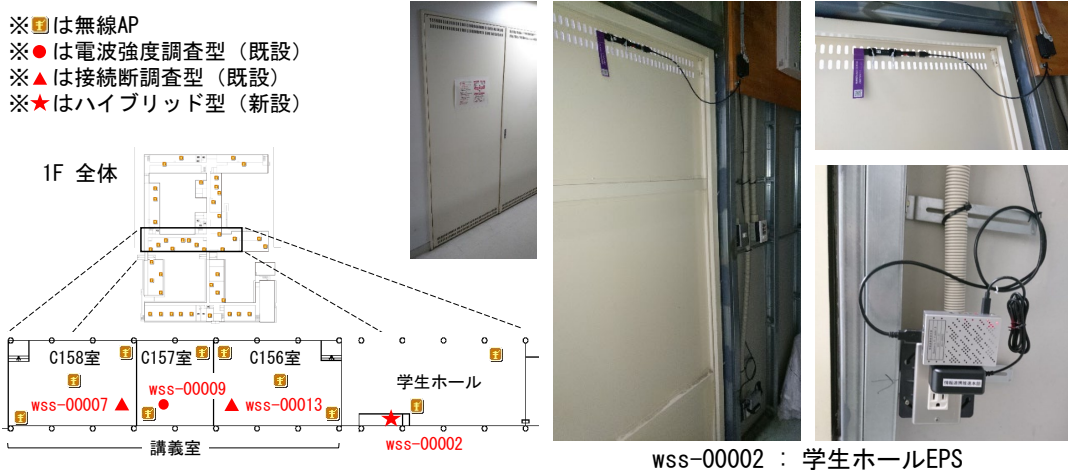 ※は無線AP
※●は電波強度調査型（既設）
※▲は接続断調査型（既設）
※★はハイブリッド型（新設）
1F 全体
C158室
C157室
C156室
学生ホール
wss-00009
wss-00007
wss-00013
wss-00002
講義室
wss-00002 : 学生ホールEPS